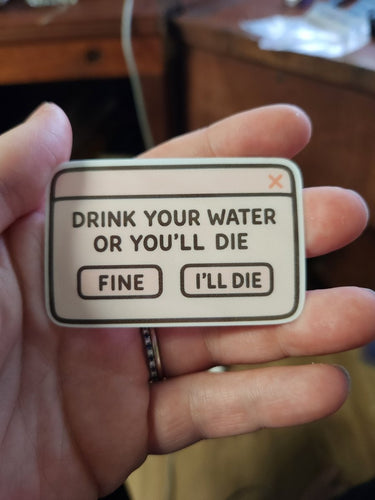 DRINK YOUR WATER
OR YOU'LL DIE
FINE I'LL DIE